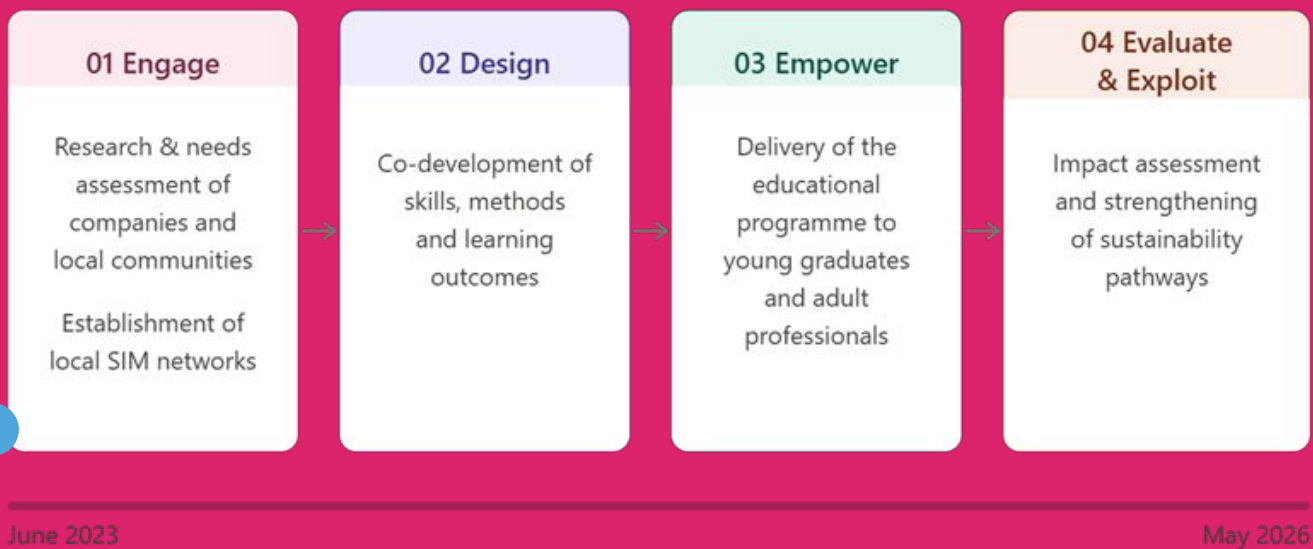 01 Engage
Research & needs
assessment of
companies and
local communities
Establishment of
local SIM networks
02 Design
Co-development of
skills, methods
and learning
outcomes
03 Empower
Delivery of the
educational
programme to
young graduates
and adult
professionals
04 Evaluate
& Exploit
Impact assessment
and strengthening
of sustainability
pathways
June 2023
May 2026